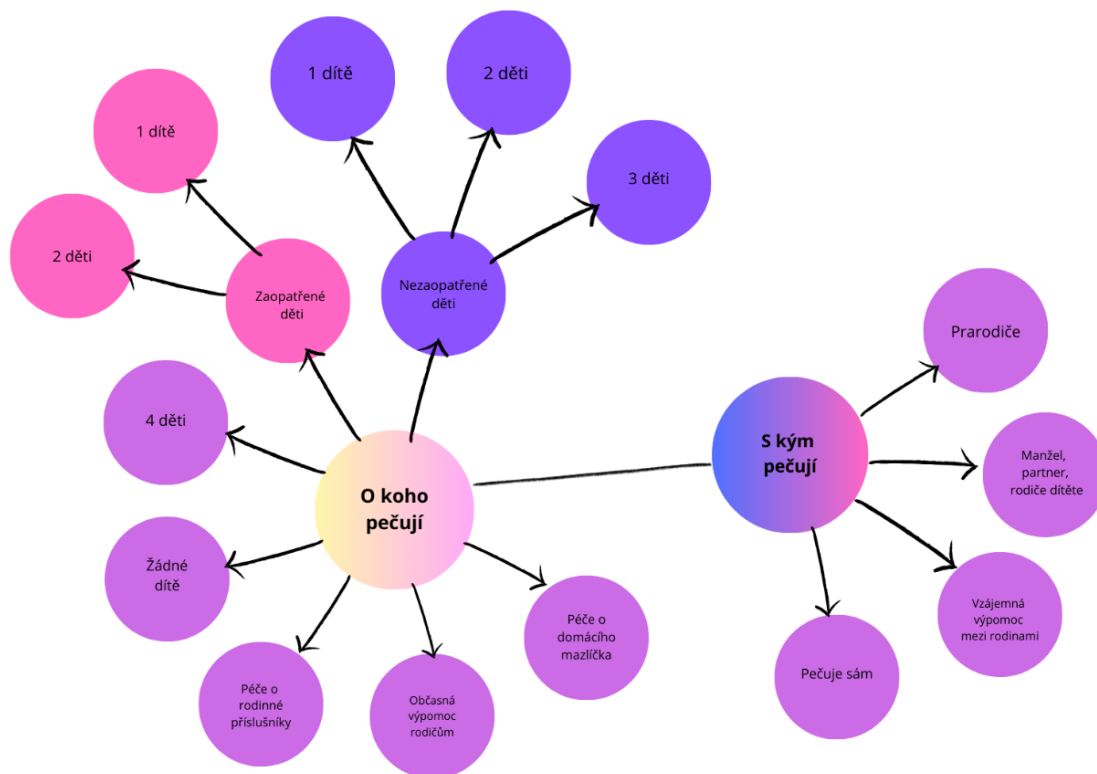 1 dítě
2 děti
1 dítě
3 děti
2 děti
Zaopatřené
děti
Nezaopatřené
děti
4 děti
O koho
pečují
Žádné
dítě
Péče o
rodinné
příslušníky
Občasná
výpomoc
rodičům
Péče o
domácího
mazlíčka
S kým
pečují
Prarodiče
Manžel,
partner,
rodiče dítěte
Vzájemná
výpomoc
mezi rodinami
Pečuje sám